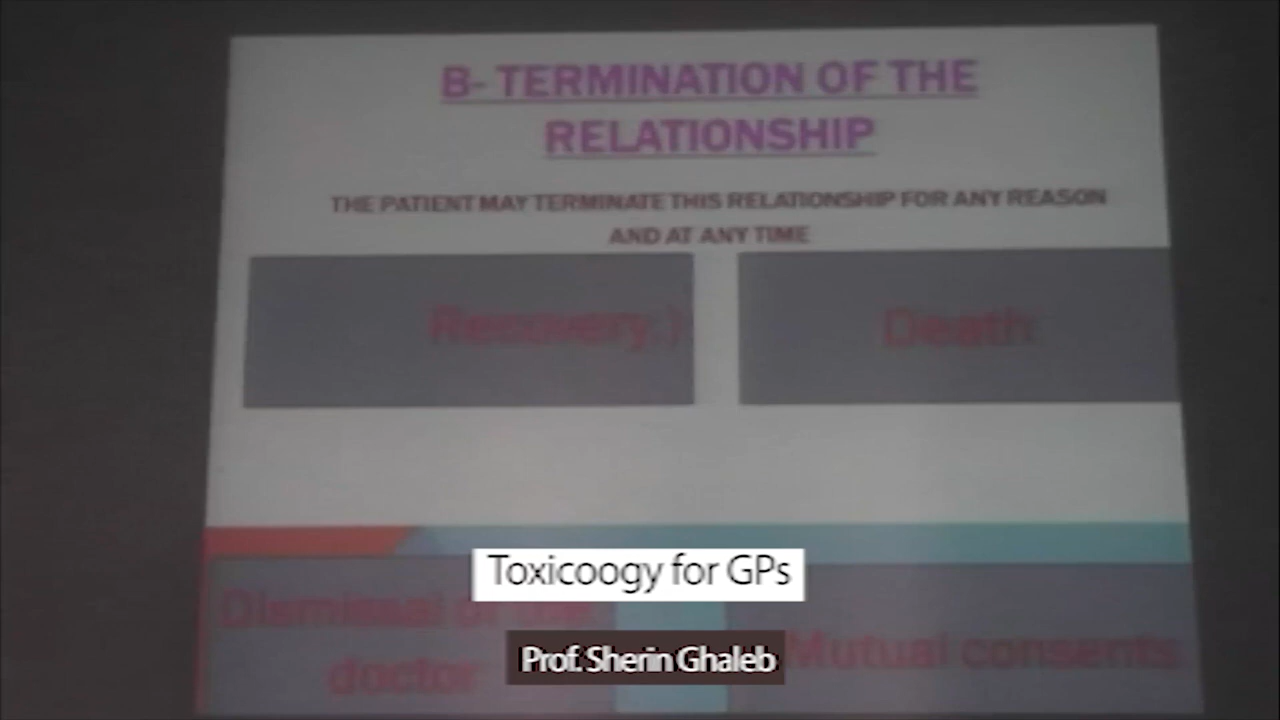 B- TERMINATION OF THE
RELATIONSHIP
THE PATIENT MAY TERMINATE THIS RELATIONSHIP FOR ANY REASON
AND AT ANY TIME
Recovery.)
Death
Toxicoogy for GPs
Dismissal of the
doctor
Mutual consents
Prof. Sherin Ghaleb